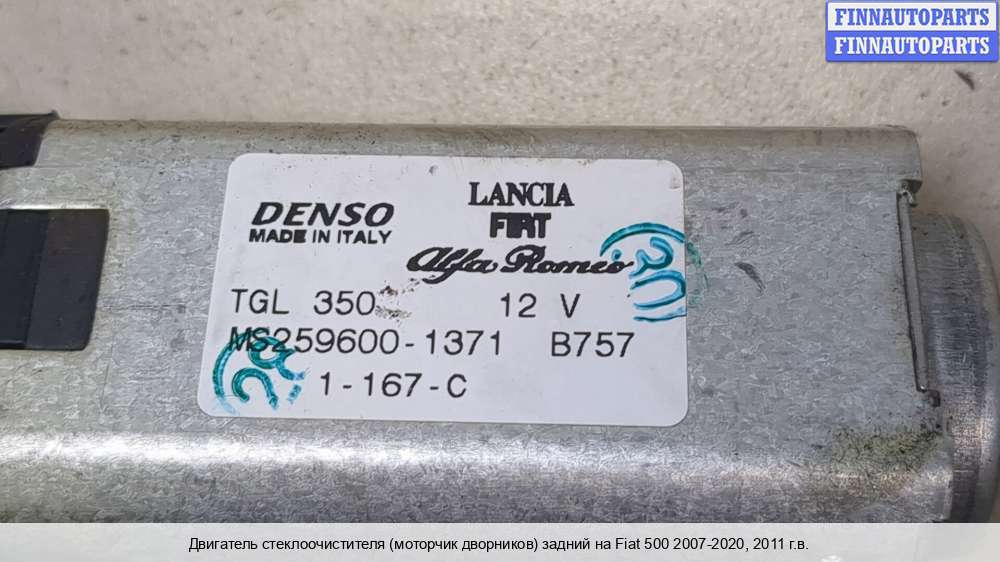 FINNAUTOPARTS
FINNAUTOPARTS
DENSO
MADE IN ITALY
LANCIA
FIAT
Alfa Romeo
TGL 350 12 V
MS259600-1371 B757
1-167-C
Двигатель стеклоочистителя (моторчик дворников) задний на Fiat 500 2007-2020, 2011 г.в.